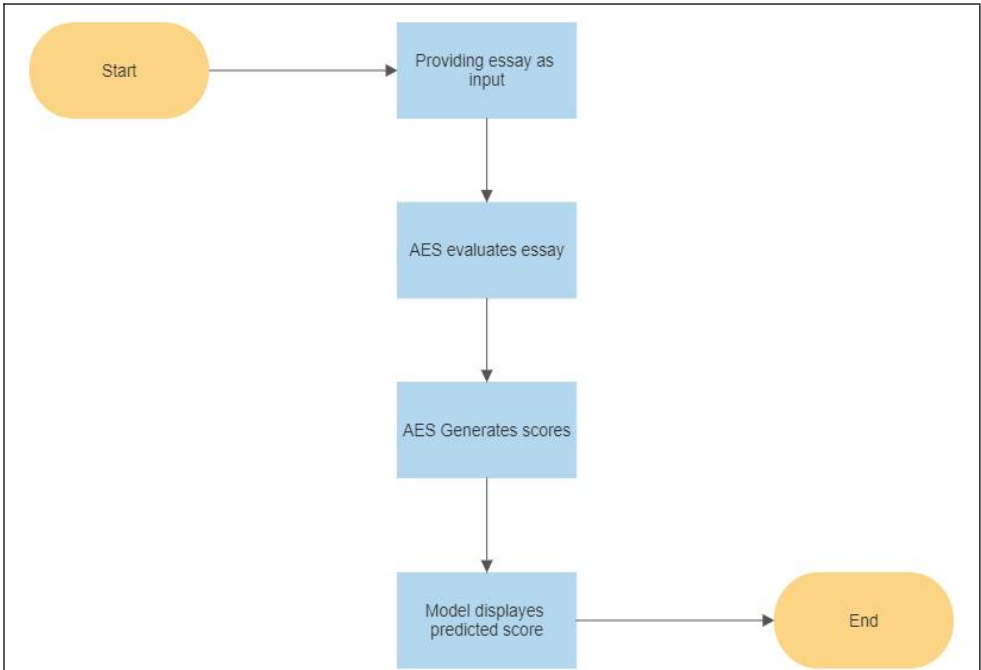 Start
Providing essay as
input
AES evaluates essay
AES Generates scores
Model displayes
predicted score
End